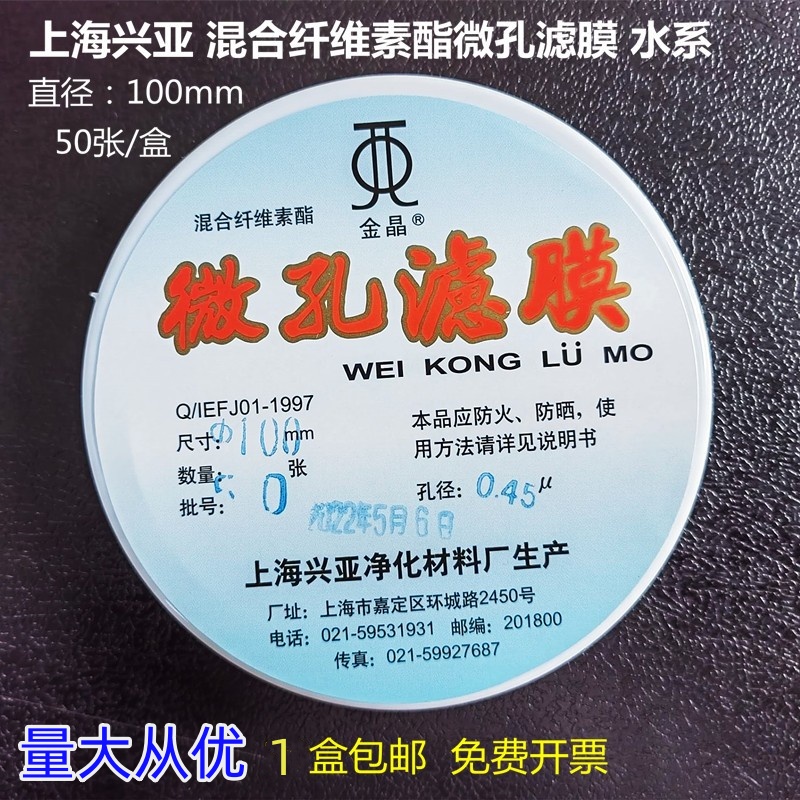 上海兴亚 混合纤维素酯微孔滤膜 水系
直径：100mm
50张/盒
金晶®
混合纤维素酯
微孔滤膜
WEI KONG LÜ MO
Q/IEFJ01-1997
尺寸：Φ100mm
数量：50张
批号：2022年5月6日
本品应防火、防晒，使
用方法请详见说明书
孔径：0.45μ
上海兴亚净化材料厂生产
厂址：上海市嘉定区环城路2450号
电话：021-59531931 邮编：201800
传真：021-59927687
量大从优 1盒包邮 免费开票